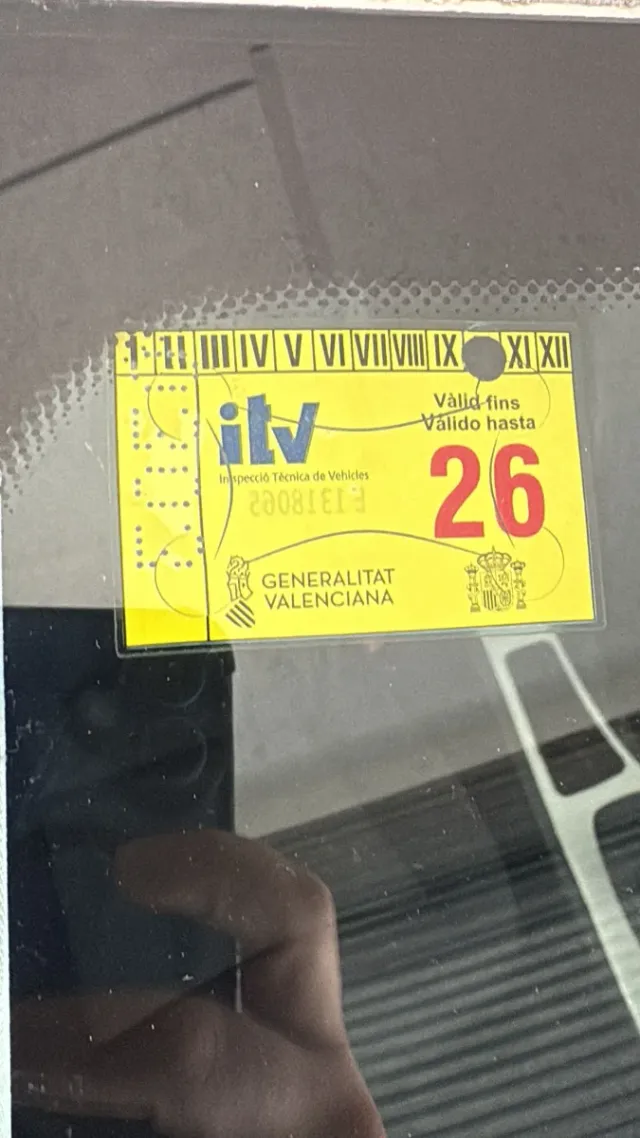 I II III IV V VI VII VIII IX XI XII
itv
Vàlid fins
Válido hasta
Inspecció Tècnica de Vehicles
26
E1318065
GENERALITAT
VALENCIANA